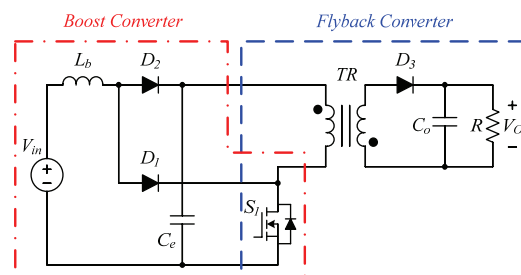 Boost Converter Flyback Converter
L_b D_2 TR D_3
V_in D_1 C_o R + V_O −
S_1
C_e